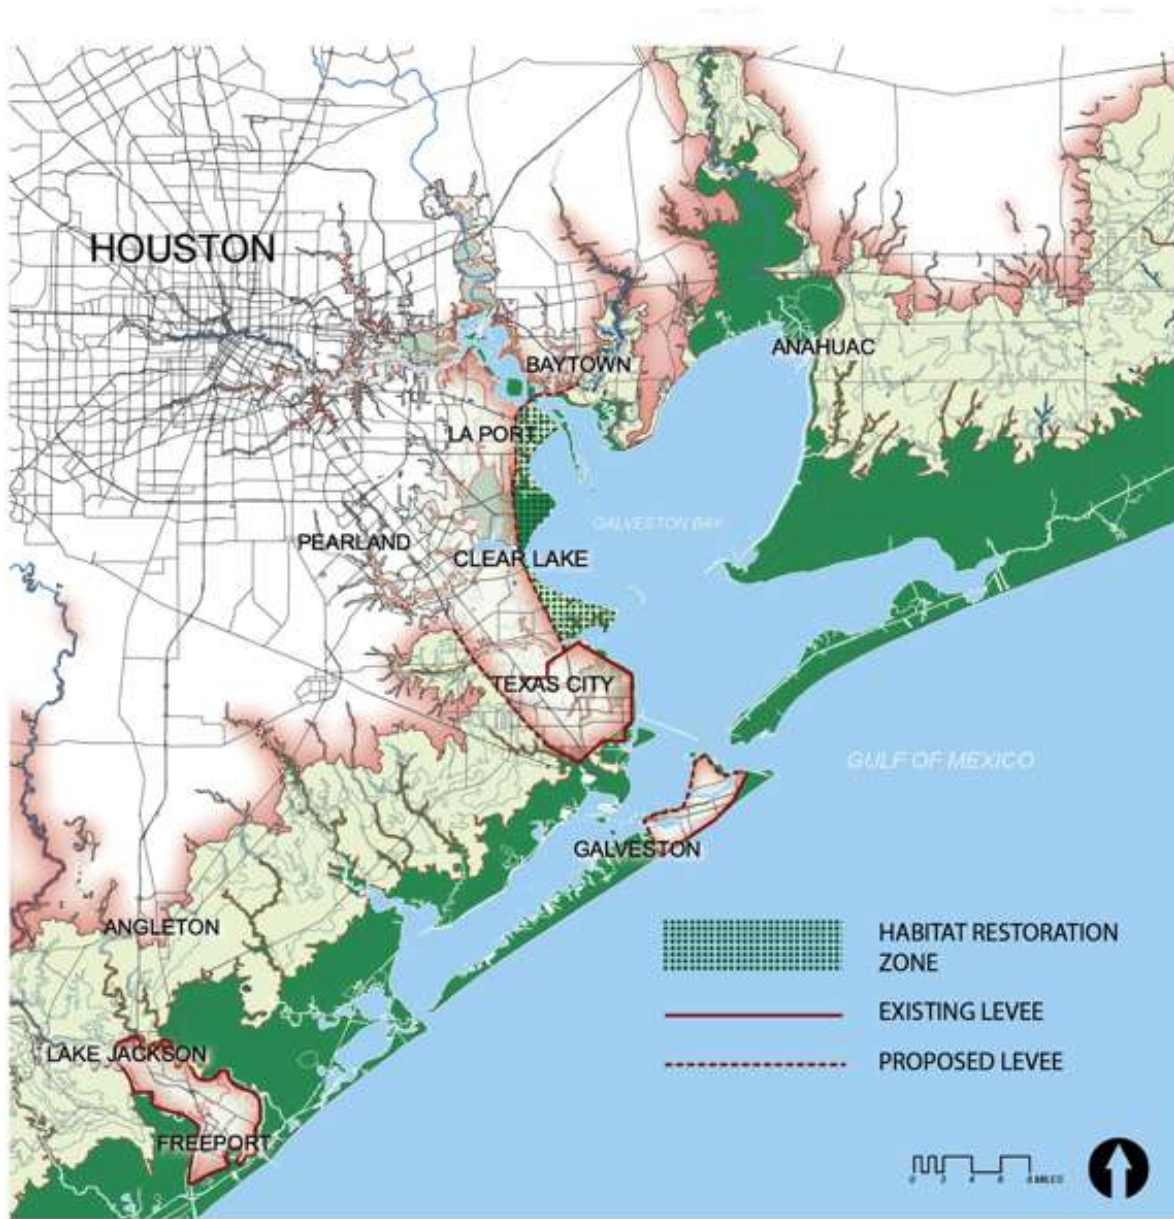 HOUSTON
BAYTOWN
ANAHUAC
LA PORT
GALVESTON BAY
PEARLAND
CLEAR LAKE
TEXAS CITY
GULF OF MEXICO
GALVESTON
ANGLETON
HABITAT RESTORATION
ZONE
EXISTING LEVEE
LAKE JACKSON
PROPOSED LEVEE
FREEPORT